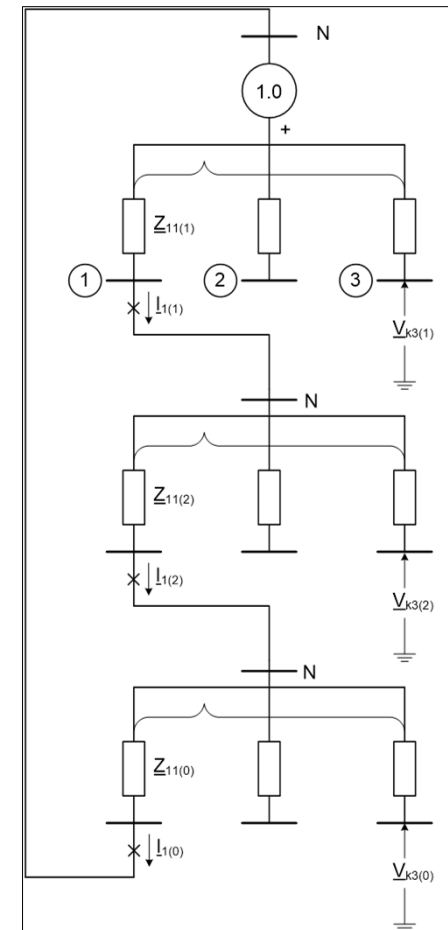 N
1.0
+
Z11(1)
1 2 3
I1(1)
Vk3(1)
N
Z11(2)
I1(2)
Vk3(2)
N
Z11(0)
I1(0)
Vk3(0)